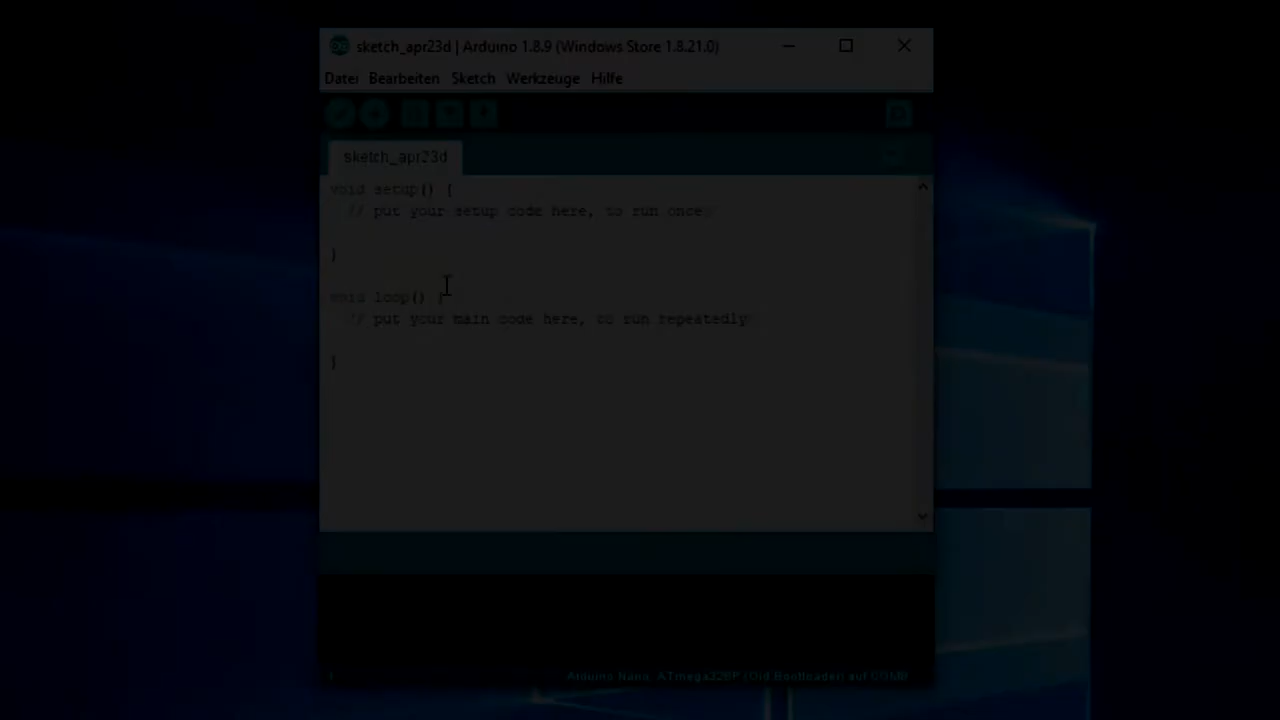 sketch_apr23d | Arduino 1.8.9 (Windows Store 1.8.21.0)
Datei Bearbeiten Sketch Werkzeuge Hilfe
sketch_apr23d
void setup() {
// put your setup code here, to run once:
}
void loop() {
// put your main code here, to run repeatedly:
}
Arduino Nano, ATmega328P (Old Bootloader) auf